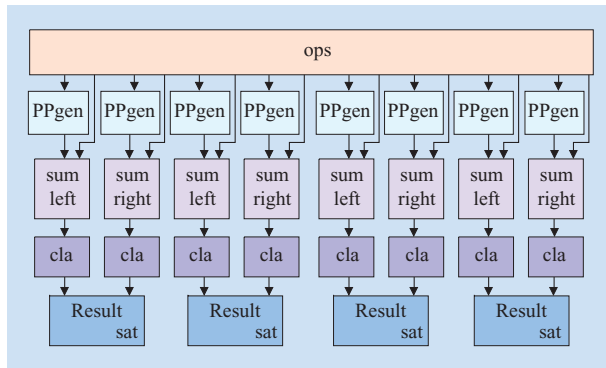 ops
PPgen PPgen PPgen PPgen PPgen PPgen PPgen PPgen
sum sum sum sum sum sum sum sum
left right left right left right left right
cla cla cla cla cla cla cla cla
Result Result Result Result
sat sat sat sat